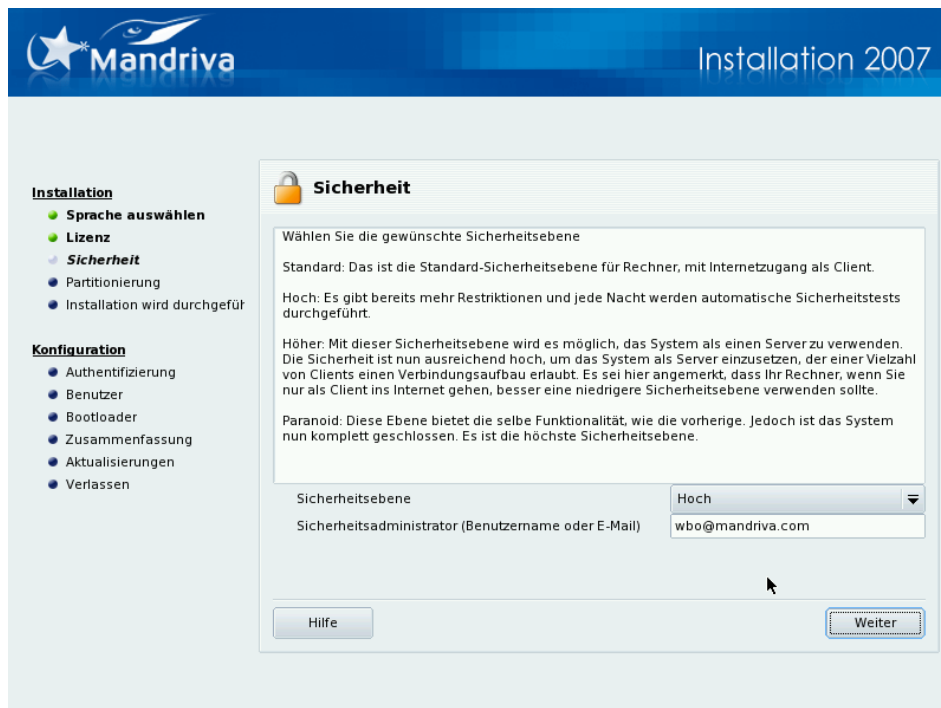 Mandriva
Installation 2007
Installation
Sprache auswählen
Lizenz
Sicherheit
Partitionierung
Installation wird durchgefüh
Konfiguration
Authentifizierung
Benutzer
Bootloader
Zusammenfassung
Aktualisierungen
Verlassen
Sicherheit
Wählen Sie die gewünschte Sicherheitsebene
Standard: Das ist die Standard-Sicherheitsebene für Rechner, mit Internetzugang als Client.
Hoch: Es gibt bereits mehr Restriktionen und jede Nacht werden automatische Sicherheitstests
durchgeführt.
Höher: Mit dieser Sicherheitsebene wird es möglich, das System als einen Server zu verwenden.
Die Sicherheit ist nun ausreichend hoch, um das System als Server einzusetzen, der einer Vielzahl
von Clients einen Verbindungsaufbau erlaubt. Es sei hier angemerkt, dass Ihr Rechner, wenn Sie
nur als Client ins Internet gehen, besser eine niedrigere Sicherheitsebene verwenden sollte.
Paranoid: Diese Ebene bietet die selbe Funktionalität, wie die vorherige. Jedoch ist das System
nun komplett geschlossen. Es ist die höchste Sicherheitsebene.
Sicherheitsebene
Hoch
Sicherheitsadministrator (Benutzername oder E-Mail)
wbo@mandriva.com
Hilfe
Weiter